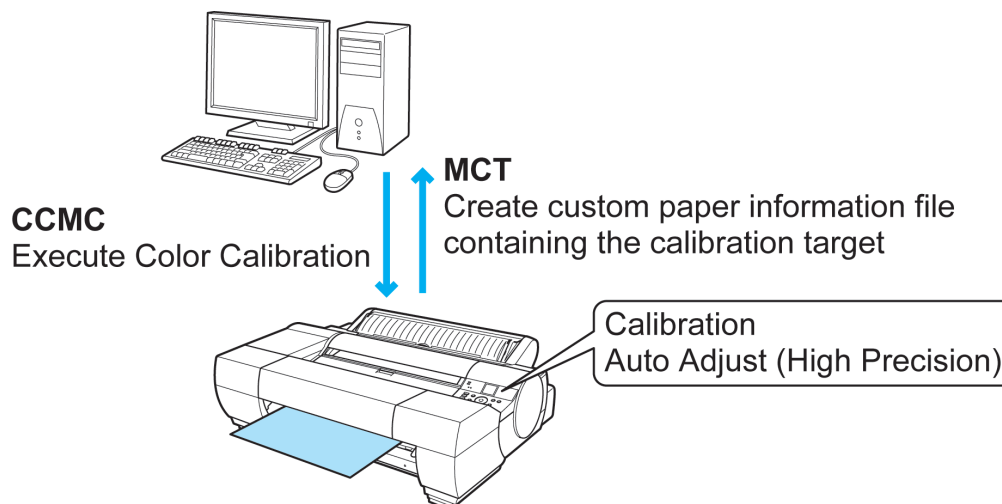 MCT
Create custom paper information file
containing the calibration target
CCMC
Execute Color Calibration
Calibration
Auto Adjust (High Precision)